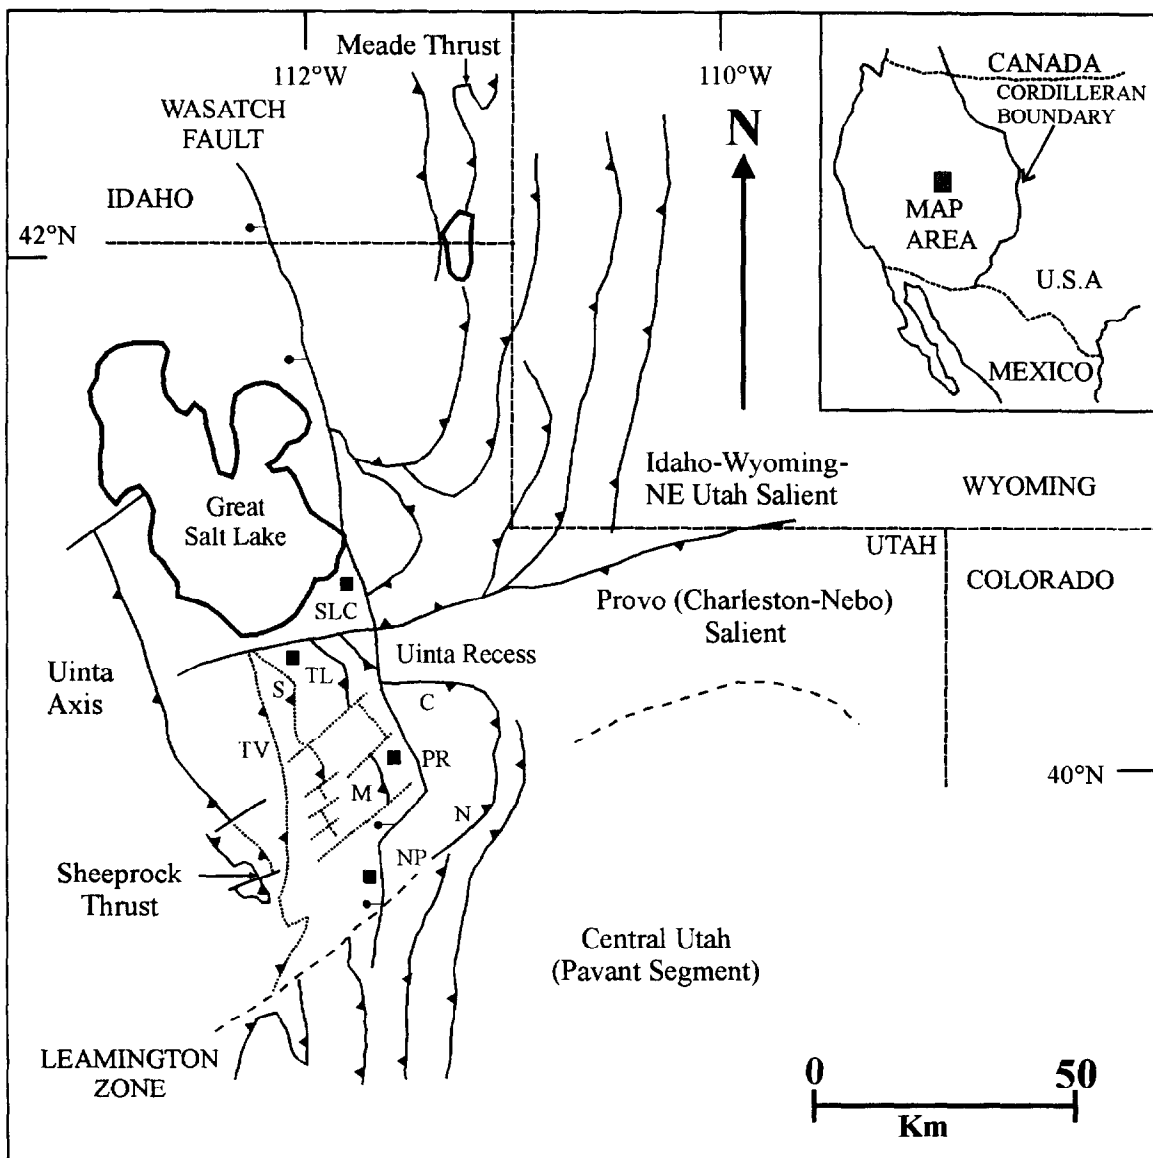 Meade Thrust
112°W
110°W
WASATCH
FAULT
N
IDAHO
42°N
CANADA
CORDILLERAN
BOUNDARY
MAP
AREA
U.S.A
MEXICO
Great
Salt Lake
Idaho-Wyoming-
NE Utah Salient
WYOMING
UTAH
COLORADO
SLC
Provo (Charleston-Nebo)
Salient
Uinta Recess
Uinta
Axis
S
TL
C
TV
PR
40°N
M
N
NP
Sheeprock
Thrust
Central Utah
(Pavant Segment)
LEAMINGTON
ZONE
0
50
Km